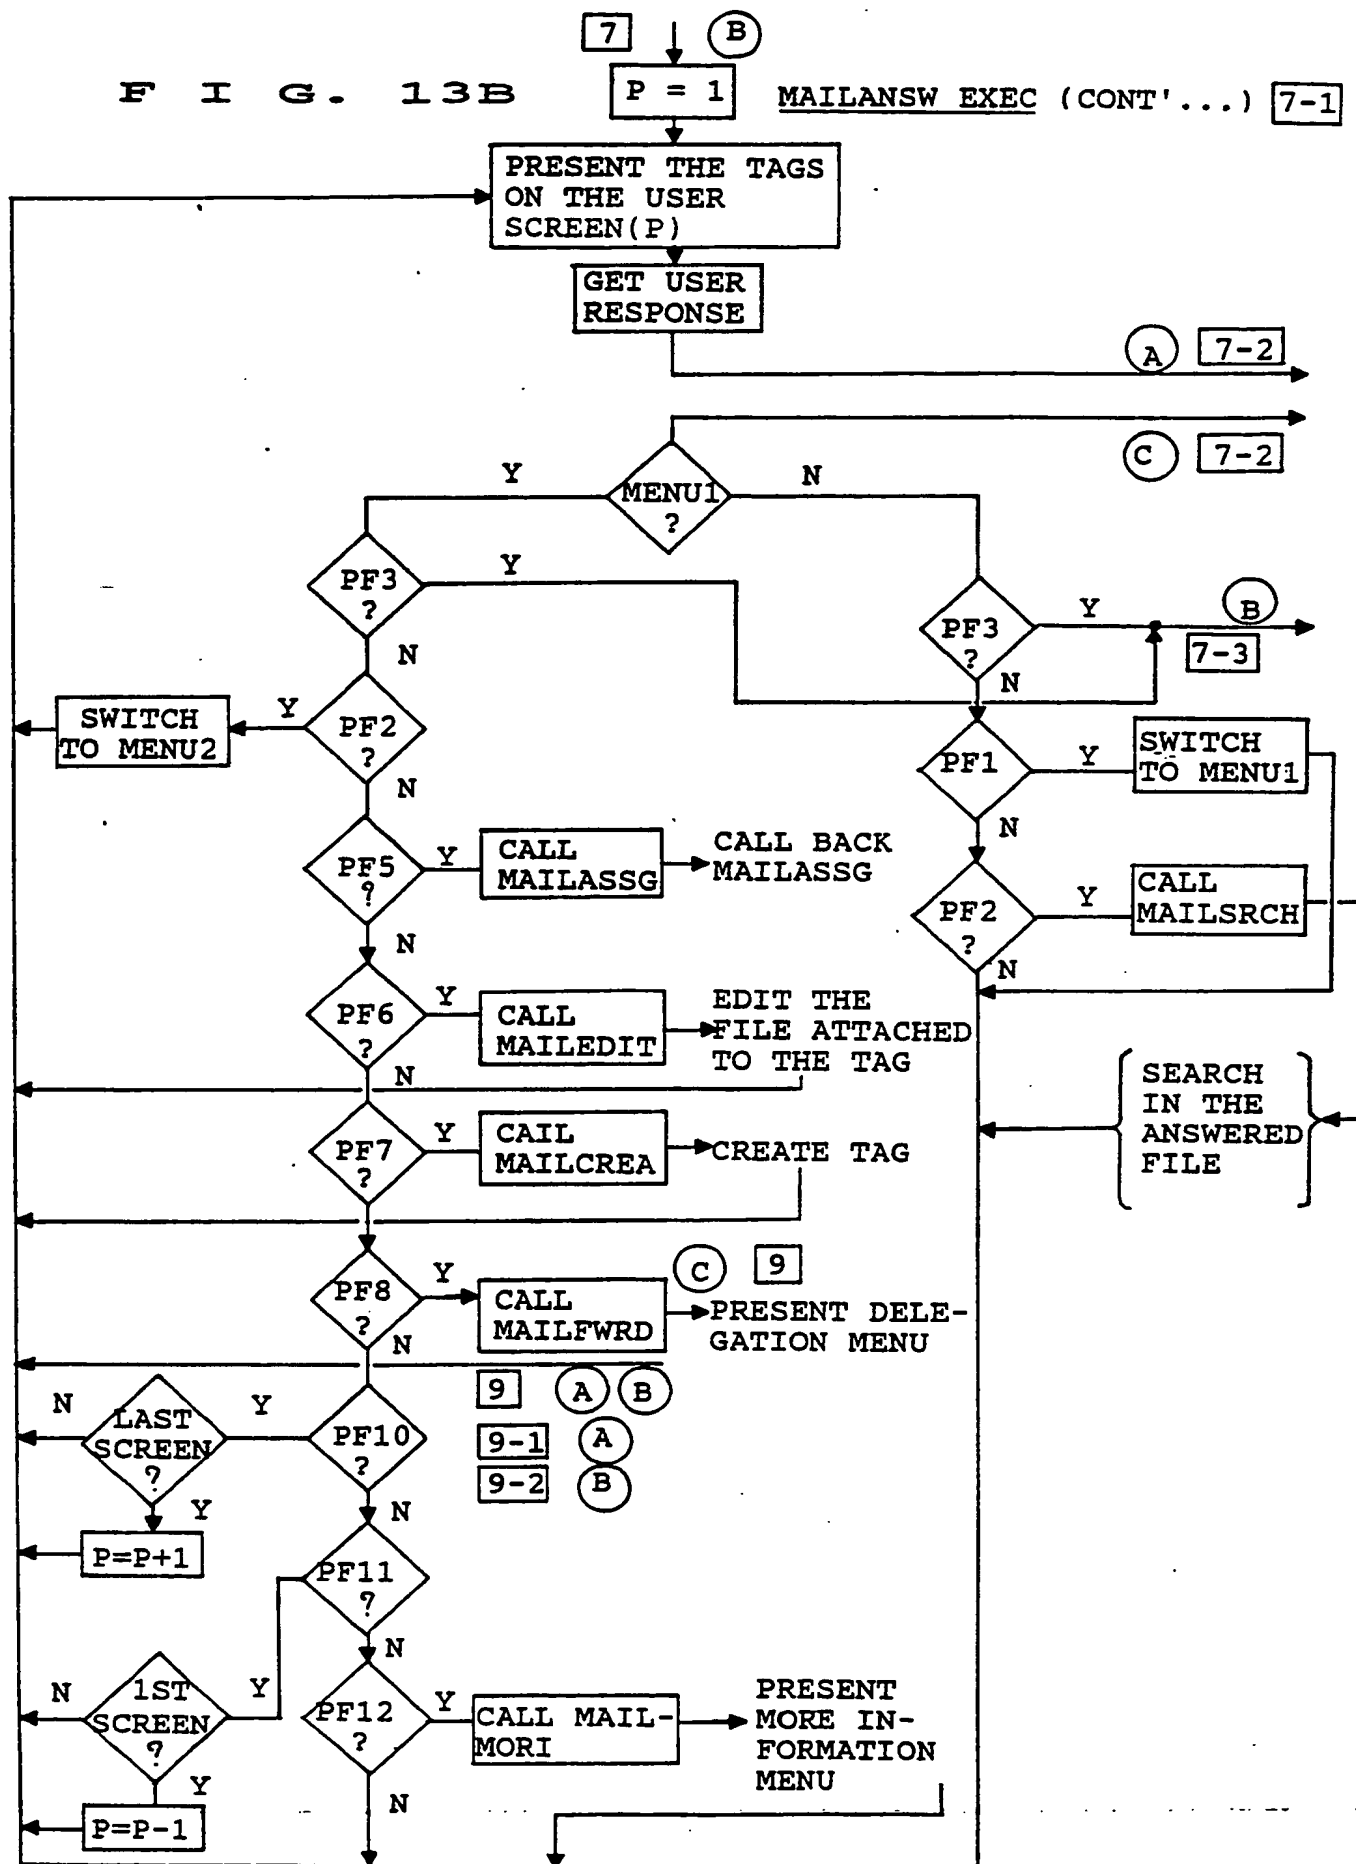 7
B
F I G. 13B
P = 1
MAILANSW EXEC (CONT'...)
7-1
PRESENT THE TAGS
ON THE USER
SCREEN(P)
GET USER
RESPONSE
A
7-2
C
7-2
Y
MENU1
?
N
PF3
?
Y
N
PF3
?
Y
B
7-3
N
SWITCH
TO MENU2
Y
PF2
?
N
PF1
Y
SWITCH
TO MENU1
N
PF5
?
Y
CALL
MAILASSG
CALL BACK
MAILASSG
N
PF2
?
Y
CALL
MAILSRCH
N
PF6
?
Y
CALL
MAILEDIT
EDIT THE
FILE ATTACHED
TO THE TAG
N
SEARCH
IN THE
ANSWERED
FILE
PF7
?
Y
CAIL
MAILCREA
CREATE TAG
PF8
?
Y
CALL
MAILFWRD
C
9
PRESENT DELE-
GATION MENU
N
9
A
B
9-1
A
9-2
B
N
LAST
SCREEN
?
Y
PF10
?
Y
P=P+1
N
PF11
?
N
N
1ST
SCREEN
?
Y
PF12
?
Y
CALL MAIL-
MORI
PRESENT
MORE IN-
FORMATION
MENU
Y
P=P-1
N